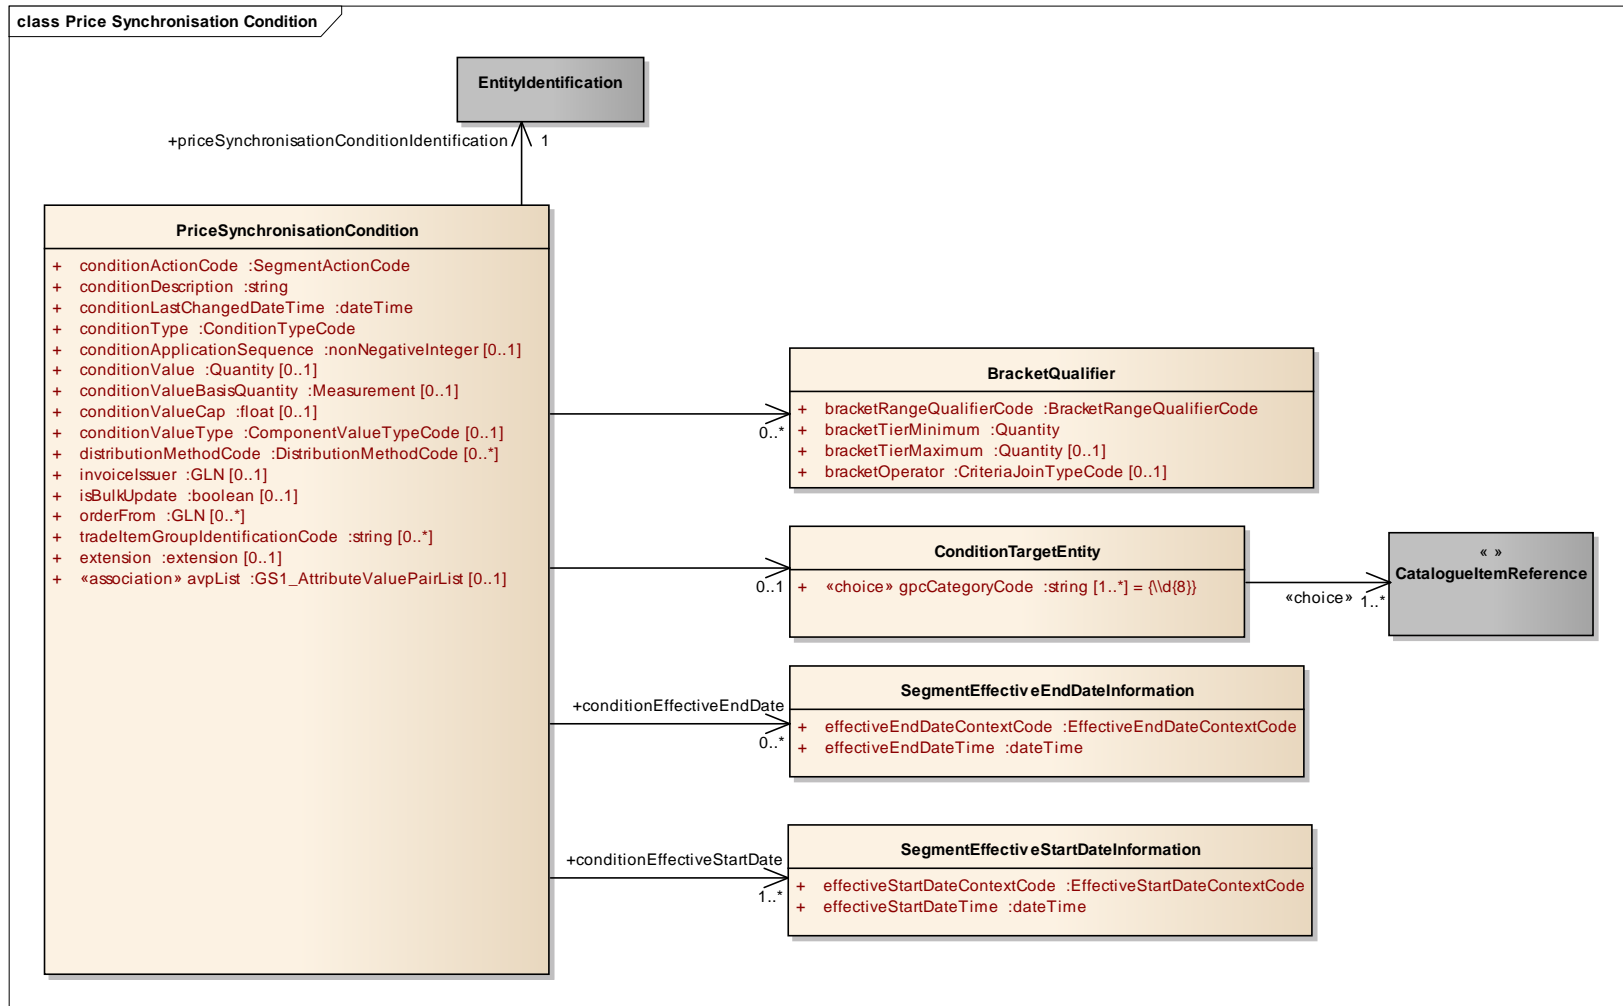 class Price Synchronisation Condition
EntityIdentification
+priceSynchronisationConditionIdentification
1
PriceSynchronisationCondition
+ conditionActionCode :SegmentActionCode
+ conditionDescription :string
+ conditionLastChangedDateTime :dateTime
+ conditionType :ConditionTypeCode
+ conditionApplicationSequence :nonNegativeInteger [0..1]
+ conditionValue :Quantity [0..1]
+ conditionValueBasisQuantity :Measurement [0..1]
+ conditionValueCap :float [0..1]
+ conditionValueType :ComponentValueTypeCode [0..1]
+ distributionMethodCode :DistributionMethodCode [0..*]
+ invoiceIssuer :GLN [0..1]
+ isBulkUpdate :boolean [0..1]
+ orderFrom :GLN [0..*]
+ tradeItemGroupIdentificationCode :string [0..*]
+ extension :extension [0..1]
+ «association» avpList :GS1_AttributeValuePairList [0..1]
0..*
BracketQualifier
+ bracketRangeQualifierCode :BracketRangeQualifierCode
+ bracketTierMinimum :Quantity
+ bracketTierMaximum :Quantity [0..1]
+ bracketOperator :CriteriaJoinTypeCode [0..1]
0..1
ConditionTargetEntity
+ «choice» gpcCategoryCode :string [1..*] = {\\d{8}}
«choice»
1..*
« »
CatalogueItemReference
+conditionEffectiveEndDate
0..*
SegmentEffectiveEndDateInformation
+ effectiveEndDateContextCode :EffectiveEndDateContextCode
+ effectiveEndDateTime :dateTime
+conditionEffectiveStartDate
1..*
SegmentEffectiveStartDateInformation
+ effectiveStartDateContextCode :EffectiveStartDateContextCode
+ effectiveStartDateTime :dateTime